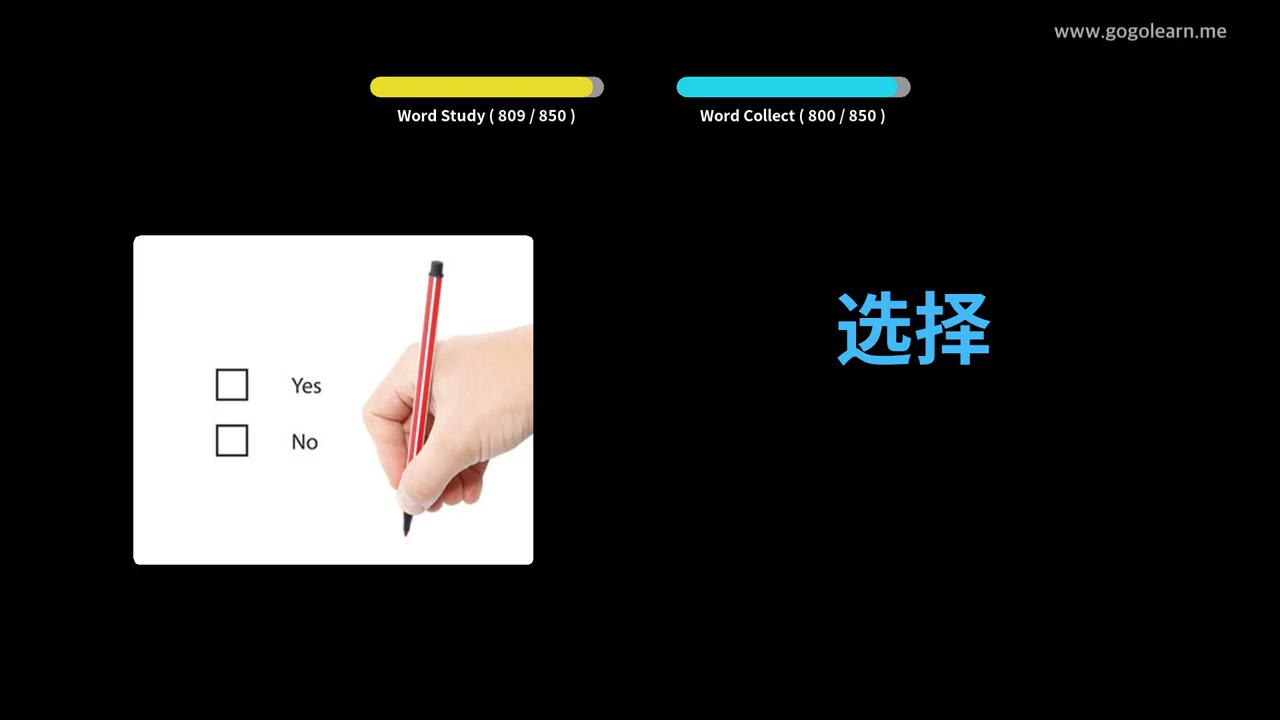 www.gogolearn.me
Word Study ( 809 / 850 )
Word Collect ( 800 / 850 )
选择
Yes
No